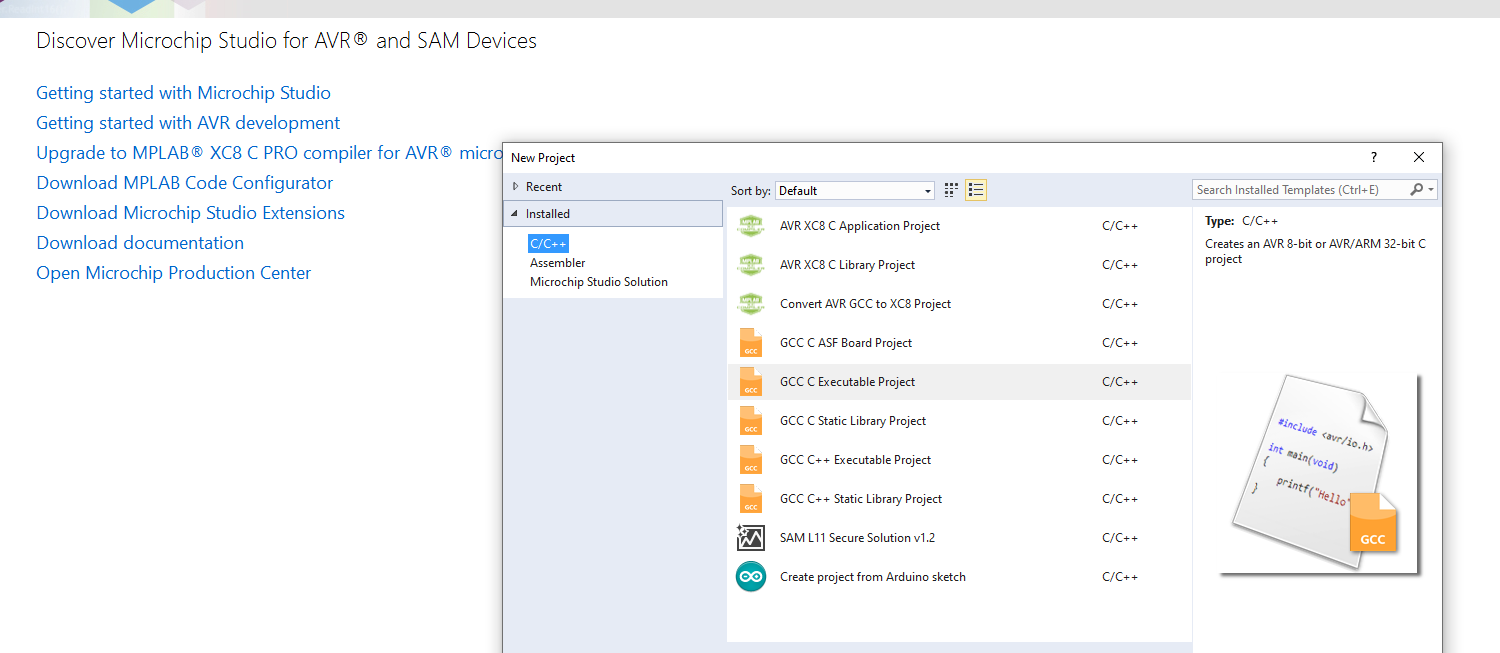 Discover Microchip Studio for AVR® and SAM Devices
Getting started with Microchip Studio
Getting started with AVR development
Upgrade to MPLAB® XC8 C PRO compiler for AVR® micro
Download MPLAB Code Configurator
Download Microchip Studio Extensions
Download documentation
Open Microchip Production Center
New Project
?
Recent
Installed
C/C++
Assembler
Microchip Studio Solution
Sort by: Default
Search Installed Templates (Ctrl+E)
AVR XC8 C Application Project C/C++
AVR XC8 C Library Project C/C++
Convert AVR GCC to XC8 Project C/C++
GCC GCC C ASF Board Project C/C++
GCC GCC C Executable Project C/C++
GCC GCC C Static Library Project C/C++
GCC GCC C++ Executable Project C/C++
GCC GCC C++ Static Library Project C/C++
SAM L11 Secure Solution v1.2 C/C++
Create project from Arduino sketch C/C++
Type: C/C++
Creates an AVR 8-bit or AVR/ARM 32-bit C
project
#include <avr/io.h>
int main(void)
{
printf("Hello"
}
GCC